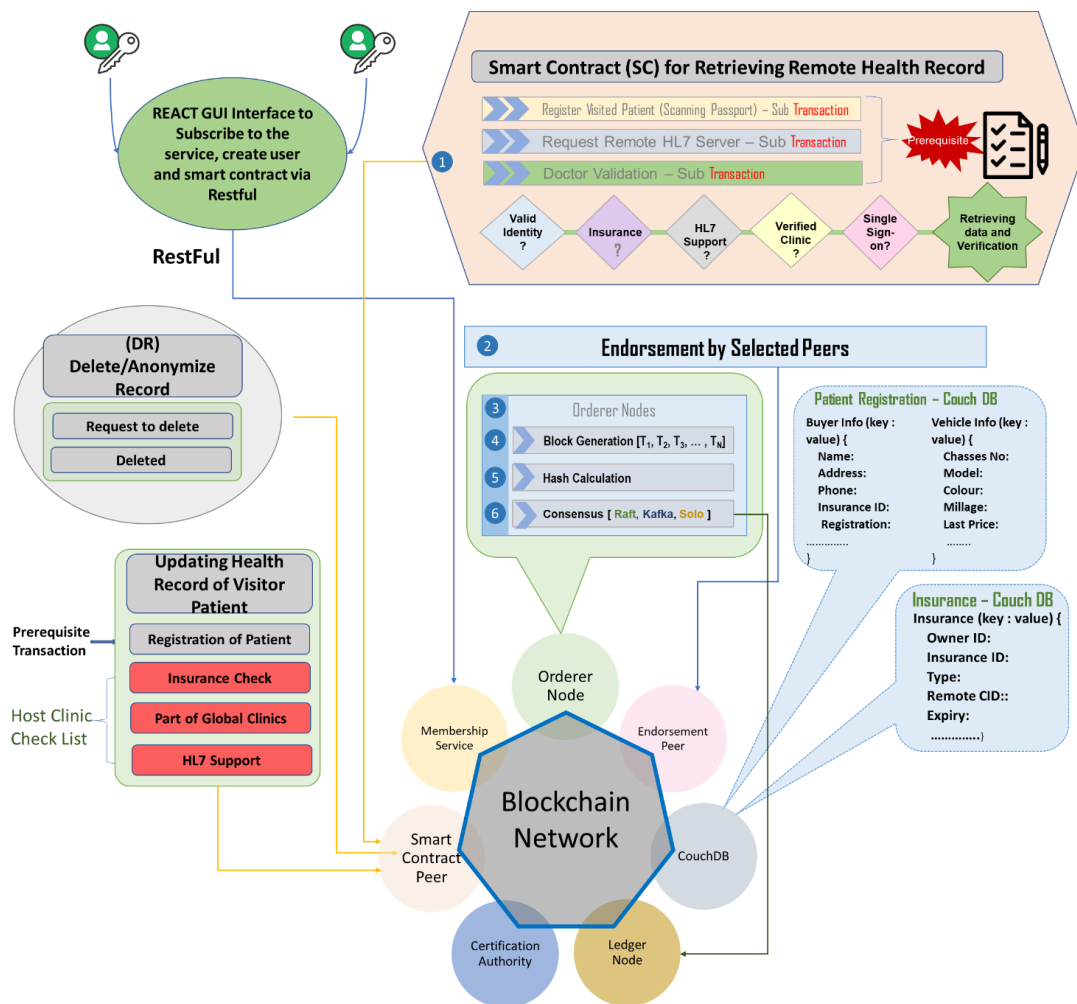 REACT GUI Interface to
Subscribe to the
service, create user
and smart contract via
Restful
RestFul
Smart Contract (SC) for Retrieving Remote Health Record
Register Visited Patient (Scanning Passport) – Sub Transaction
Request Remote HL7 Server – Sub Transaction
Doctor Validation – Sub Transaction
Prerequisite
1
Valid
Identity
?
Insurance
?
HL7
Support
?
Verified
Clinic
?
Single
Sign-
on?
Retrieving
data and
Verification
(DR)
Delete/Anonymize
Record
Request to delete
Deleted
2
Endorsement by Selected Peers
3
Orderer Nodes
4
Block Generation [T1, T2, T3, ... , TN]
5
Hash Calculation
6
Consensus [ Raft, Kafka, Solo ]
Patient Registration – Couch DB
Buyer Info (key :
value) {
Name:
Address:
Phone:
Insurance ID:
Registration:
.............
}
Vehicle Info (key :
value) {
Chasses No:
Model:
Colour:
Millage:
Last Price:
........
}
Insurance – Couch DB
Insurance (key : value) {
Owner ID:
Insurance ID:
Type:
Remote CID::
Expiry:
..............}
Updating Health
Record of Visitor
Patient
Prerequisite
Transaction
Registration of Patient
Insurance Check
Part of Global Clinics
HL7 Support
Host Clinic
Check List
Orderer
Node
Membership
Service
Endorsement
Peer
Blockchain
Network
Smart
Contract
Peer
CouchDB
Certification
Authority
Ledger
Node